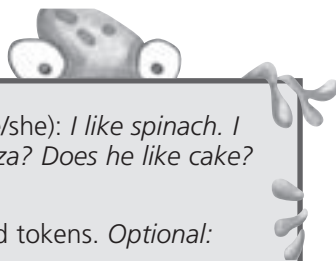 /she): I like spinach. I
za? Does he like cake?
d tokens. Optional: